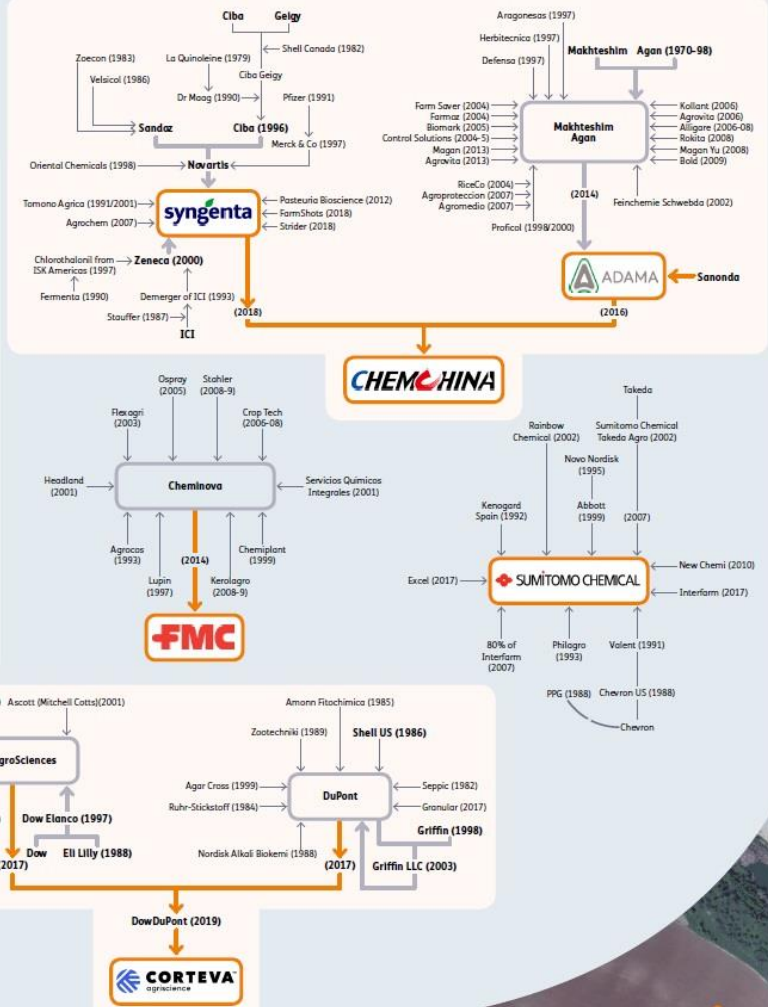 Ciba Geigy
Shell Canada (1982)
Zoecon (1983)
La Quinoleine (1979)
Velsicol (1986)
Ciba Geigy
Dr Maag (1990)
Pfizer (1991)
Sandoz
Ciba (1996)
Merck & Co (1997)
Oriental Chemicals (1998)
Novartis
Tomono Agrica (1991/2001)
Agrochem (2007)
syngenta
Pasteuria Bioscience (2012)
FarmShots (2018)
Strider (2018)
Chlorothalonil from
ISK Americas (1997)
Zeneca (2000)
Fermenta (1990)
Demerger of ICI (1993)
Stauffer (1987)
ICI
(2018)
Aragonesas (1997)
Herbitecnica (1997)
Defensa (1997)
Makhteshim Agan (1970-98)
Farm Saver (2004)
Farmoz (2004)
Biomark (2005)
Control Solutions (2004-5)
Magan (2013)
Agrovita (2013)
Makhteshim
Agan
Kollant (2006)
Agrovita (2006)
Alligare (2006-08)
Rokita (2008)
Magan Yu (2008)
Bold (2009)
RiceCo (2004)
Agroproteccion (2007)
Agromedio (2007)
Proficol (1998/2000)
(2014)
Feinchemie Schwebda (2002)
ADAMA
Sanonda
(2016)
CHEMCHINA
Ospray
(2005)
Stahler
(2008-9)
Flexagri
(2003)
Crop Tech
(2006-08)
Headland
(2001)
Cheminova
Servicios Quimicos
Integrales (2001)
Agrocos
(1993)
Lupin
(1997)
(2014)
Kerolagro
(2008-9)
Chemiplant
(1999)
FMC
Takeda
Rainbow
Chemical (2002)
Sumitomo Chemical
Takeda Agro (2002)
Novo Nordisk
(1995)
Kenogard
Spain (1992)
Abbott
(1999)
(2007)
Excel (2017)
SUMITOMO CHEMICAL
New Chemi (2010)
Interfarm (2017)
80% of
Interfarm
(2007)
Philagro
(1993)
Valent (1991)
PPG (1988)
Chevron US (1988)
Chevron
Ascott (Mitchell Cotts)(2001)
groSciences
Dow Elanco (1997)
Dow
Eli Lilly (1988)
2017)
Amonn Fitochimica (1985)
Zootechniki (1989)
Shell US (1986)
Agar Cross (1999)
Ruhr-Stickstoff (1984)
DuPont
Seppic (1982)
Granular (2017)
Griffin (1998)
Nordisk Alkali Biokemi (1988)
(2017)
Griffin LLC (2003)
DowDuPont (2019)
CORTEVA™
agriscience